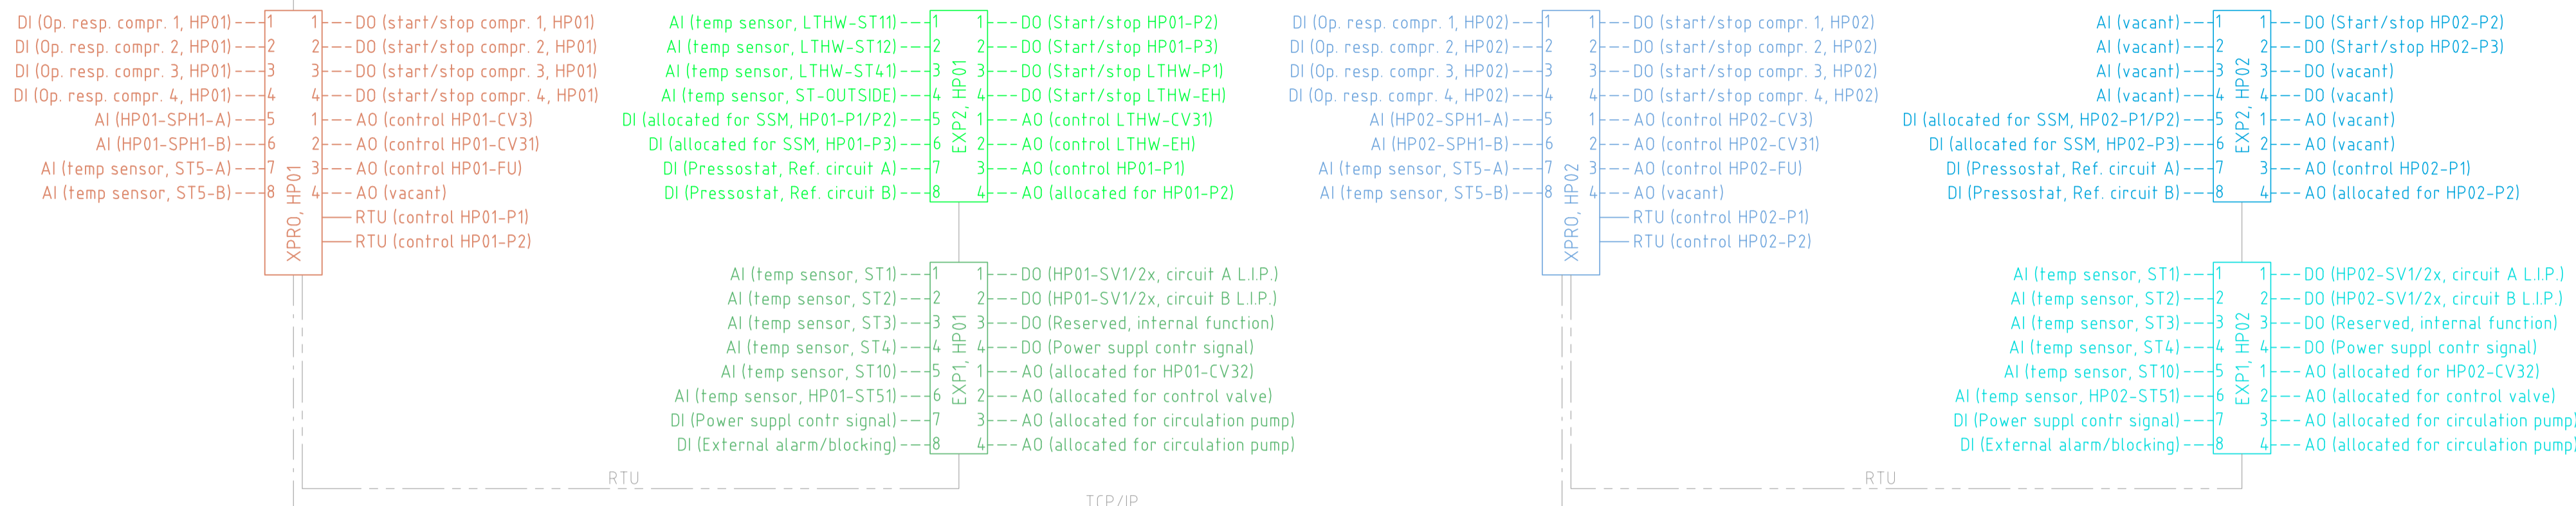 DI (Op. resp. compr. 1, HP01) 1 1 DO (start/stop compr. 1, HP01)
DI (Op. resp. compr. 2, HP01) 2 2 DO (start/stop compr. 2, HP01)
DI (Op. resp. compr. 3, HP01) 3 3 DO (start/stop compr. 3, HP01)
DI (Op. resp. compr. 4, HP01) 4 4 DO (start/stop compr. 4, HP01)
AI (HP01-SPH1-A) 5 1 AO (control HP01-CV3)
AI (HP01-SPH1-B) 6 2 AO (control HP01-CV31)
AI (temp sensor, ST5-A) 7 3 AO (control HP01-FU)
AI (temp sensor, ST5-B) 8 4 AO (vacant)
RTU (control HP01-P1)
RTU (control HP01-P2)
XPRO, HP01
AI (temp sensor, LTHW-ST11) 1 1 DO (Start/stop HP01-P2)
AI (temp sensor, LTHW-ST12) 2 2 DO (Start/stop HP01-P3)
AI (temp sensor, LTHW-ST41) 3 3 DO (Start/stop LTHW-P1)
AI (temp sensor, ST-OUTSIDE) 4 4 DO (Start/stop LTHW-EH)
DI (allocated for SSM, HP01-P1/P2) 5 1 AO (control LTHW-CV31)
DI (allocated for SSM, HP01-P3) 6 2 AO (control LTHW-EH)
DI (Pressostat, Ref. circuit A) 7 3 AO (control HP01-P1)
DI (Pressostat, Ref. circuit B) 8 4 AO (allocated for HP01-P2)
EXP2, HP01
AI (temp sensor, ST1) 1 1 DO (HP01-SV1/2x, circuit A L.I.P.)
AI (temp sensor, ST2) 2 2 DO (HP01-SV1/2x, circuit B L.I.P.)
AI (temp sensor, ST3) 3 3 DO (Reserved, internal function)
AI (temp sensor, ST4) 4 4 DO (Power suppl contr signal)
AI (temp sensor, ST10) 5 1 AO (allocated for HP01-CV32)
AI (temp sensor, HP01-ST51) 6 2 AO (allocated for control valve)
DI (Power suppl contr signal) 7 3 AO (allocated for circulation pump)
DI (External alarm/blocking) 8 4 AO (allocated for circulation pump)
EXP1, HP01
RTU
TCP/IP
DI (Op. resp. compr. 1, HP02) 1 1 DO (start/stop compr. 1, HP02)
DI (Op. resp. compr. 2, HP02) 2 2 DO (start/stop compr. 2, HP02)
DI (Op. resp. compr. 3, HP02) 3 3 DO (start/stop compr. 3, HP02)
DI (Op. resp. compr. 4, HP02) 4 4 DO (start/stop compr. 4, HP02)
AI (HP02-SPH1-A) 5 1 AO (control HP02-CV3)
AI (HP02-SPH1-B) 6 2 AO (control HP02-CV31)
AI (temp sensor, ST5-A) 7 3 AO (control HP02-FU)
AI (temp sensor, ST5-B) 8 4 AO (vacant)
RTU (control HP02-P1)
RTU (control HP02-P2)
XPRO, HP02
AI (vacant) 1 1 DO (Start/stop HP02-P2)
AI (vacant) 2 2 DO (Start/stop HP02-P3)
AI (vacant) 3 3 DO (vacant)
AI (vacant) 4 4 DO (vacant)
DI (allocated for SSM, HP02-P1/P2) 5 1 AO (vacant)
DI (allocated for SSM, HP02-P3) 6 2 AO (vacant)
DI (Pressostat, Ref. circuit A) 7 3 AO (control HP02-P1)
DI (Pressostat, Ref. circuit B) 8 4 AO (allocated for HP02-P2)
EXP2, HP02
AI (temp sensor, ST1) 1 1 DO (HP02-SV1/2x, circuit A L.I.P.)
AI (temp sensor, ST2) 2 2 DO (HP02-SV1/2x, circuit B L.I.P.)
AI (temp sensor, ST3) 3 3 DO (Reserved, internal function)
AI (temp sensor, ST4) 4 4 DO (Power suppl contr signal)
AI (temp sensor, ST10) 5 1 AO (allocated for HP02-CV32)
AI (temp sensor, HP02-ST51) 6 2 AO (allocated for control valve)
DI (Power suppl contr signal) 7 3 AO (allocated for circulation pump)
DI (External alarm/blocking) 8 4 AO (allocated for circulation pump)
EXP1, HP02
RTU